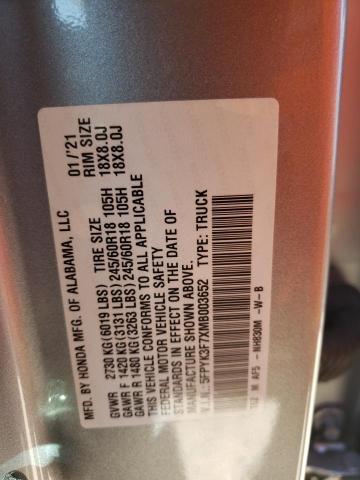 MFD. BY HONDA MFG. OF ALABAMA, LLC 01/'21
GVWR 2730 KG(6019 LBS) TIRE SIZE RIM SIZE
GAWR F 1420 KG(3131 LBS) 245/60R18 105H 18X8.0J
GAWR R 1480 KG(3263 LBS) 245/60R18 105H 18X8.0J
THIS VEHICLE CONFORMS TO ALL APPLICABLE
FEDERAL MOTOR VEHICLE SAFETY
STANDARDS IN EFFECT ON THE DATE OF
MANUFACTURE SHOWN ABOVE.
V.I.N.: 5FPYK3F7XMB003652 TYPE: TRUCK
M AF5 - NH830M -W-B